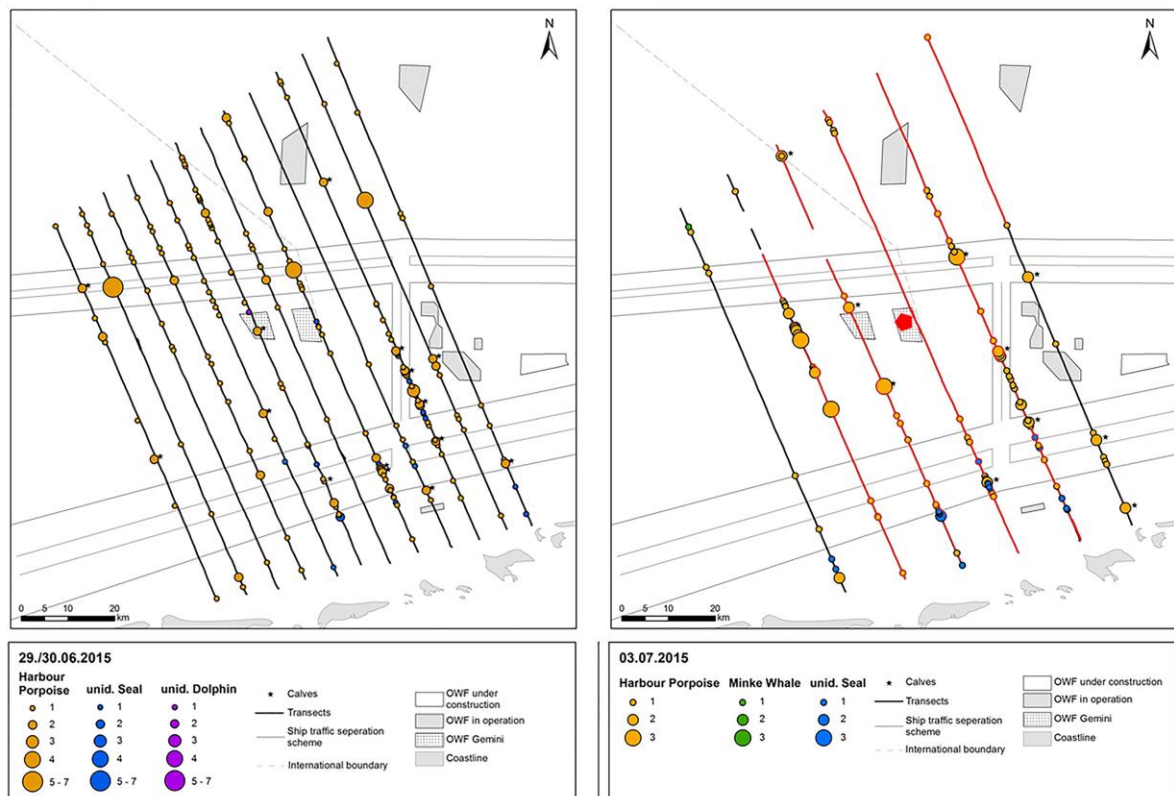 N
N
0 5 10 20
km
0 5 10 20
km
29./30.06.2015
Harbour
Porpoise
unid. Seal
unid. Dolphin
1
2
3
4
5 - 7
1
2
3
4
5 - 7
1
2
3
4
5 - 7
Calves
Transects
Ship traffic seperation
scheme
International boundary
OWF under
construction
OWF in operation
OWF Gemini
Coastline
03.07.2015
Harbour Porpoise
Minke Whale
unid. Seal
1
2
3
1
2
3
1
2
3
Calves
Transects
Ship traffic seperation
scheme
International boundary
OWF under construction
OWF in operation
OWF Gemini
Coastline